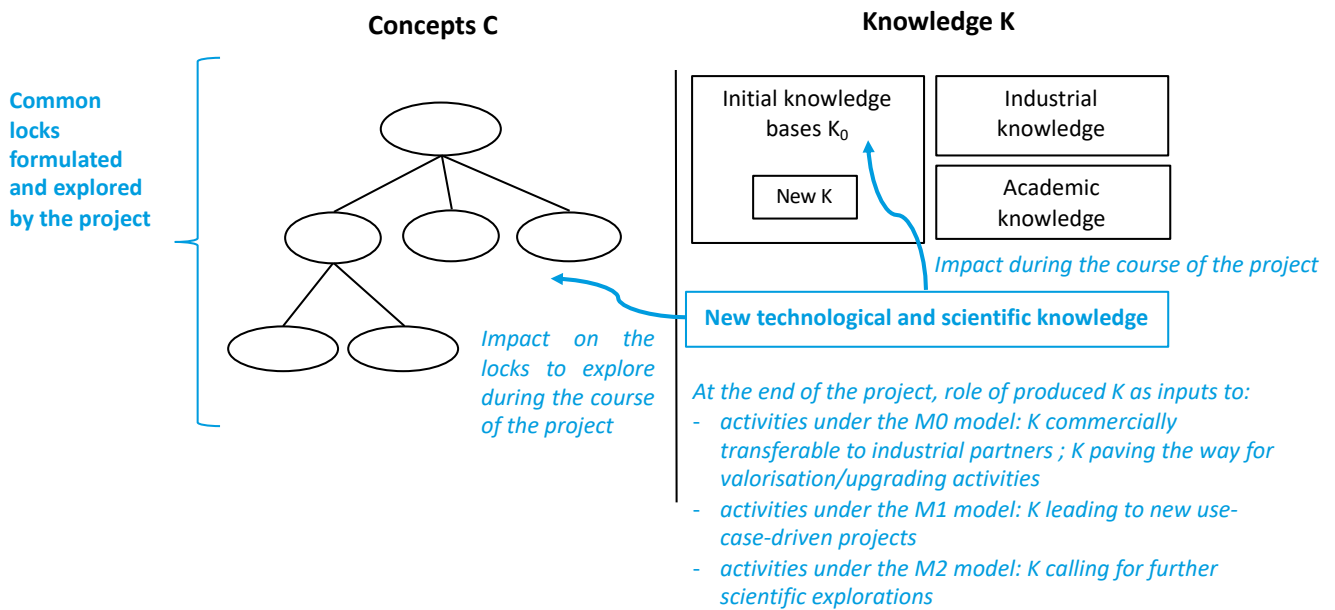 Concepts C
Knowledge K
Common
locks
formulated
and explored
by the project
Initial knowledge
bases K₀
New K
Industrial
knowledge
Academic
knowledge
Impact during the course of the project
New technological and scientific knowledge
Impact on the
locks to explore
during the course
of the project
At the end of the project, role of produced K as inputs to:
- activities under the M0 model: K commercially
transferable to industrial partners ; K paving the way for
valorisation/upgrading activities
- activities under the M1 model: K leading to new use-
case-driven projects
- activities under the M2 model: K calling for further
scientific explorations